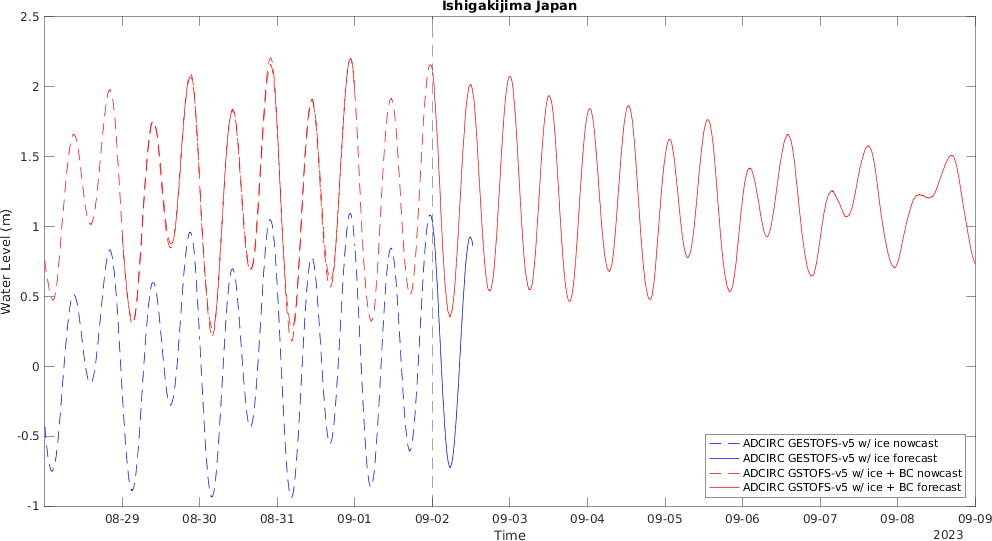 Ishigakijima Japan
2.5
2
1.5
1
0.5
0
-0.5
-1
Water Level (m)
ADCIRC GESTOFS-v5 w/ ice nowcast
ADCIRC GESTOFS-v5 w/ ice forecast
ADCIRC GSTOFS-v5 w/ ice + BC nowcast
ADCIRC GSTOFS-v5 w/ ice + BC forecast
08-29 08-30 08-31 09-01 09-02 09-03 09-04 09-05 09-06 09-07 09-08 09-09
Time
2023